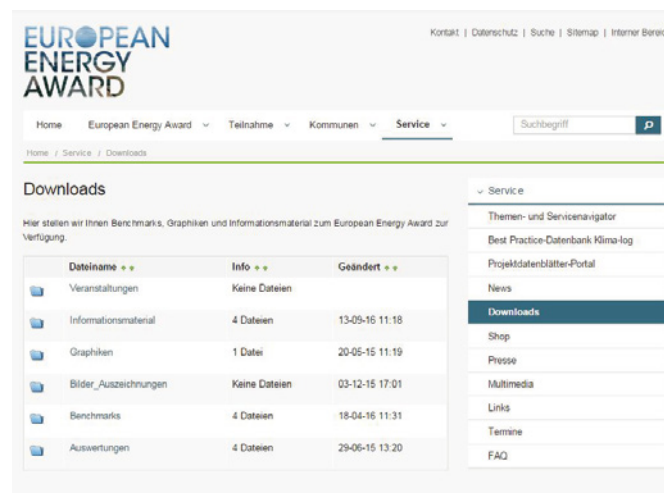 EUROPEAN
ENERGY
AWARD
Kontakt | Datenschutz | Suche | Sitemap | Interner Bereic
Home European Energy Award Teilnahme Kommunen Service Suchbegriff
Home / Service / Downloads
Downloads
Hier stellen wir Ihnen Benchmarks, Graphiken und Informationsmaterial zum European Energy Award zur
Verfügung.
Dateiname Info Geändert
Veranstaltungen Keine Dateien
Informationsmaterial 4 Dateien 13-09-16 11:18
Graphiken 1 Datei 20-05-15 11:19
Bilder_Auszeichnungen Keine Dateien 03-12-15 17:01
Benchmarks 4 Dateien 18-04-16 11:31
Auswertungen 4 Dateien 29-06-15 13:20
Service
Themen- und Servicenavigator
Best Practice-Datenbank Klima-log
Projektdatenblätter-Portal
News
Downloads
Shop
Presse
Multimedia
Links
Termine
FAQ